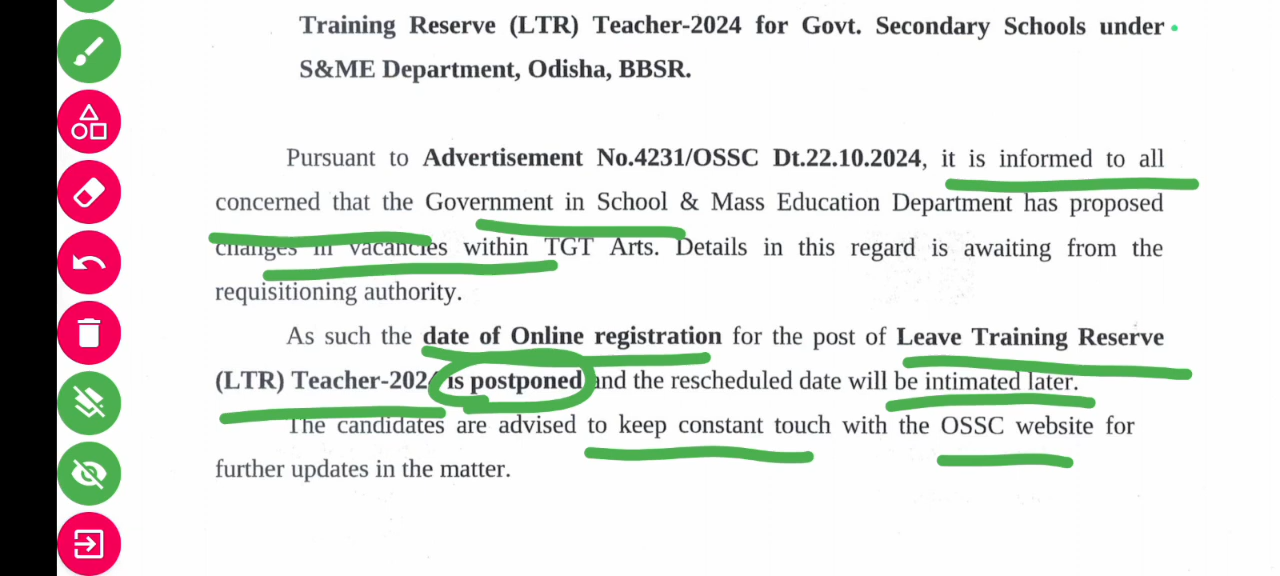 Training Reserve (LTR) Teacher-2024 for Govt. Secondary Schools under
S&ME Department, Odisha, BBSR.
Pursuant to Advertisement No.4231/OSSC Dt.22.10.2024, it is informed to all
concerned that the Government in School & Mass Education Department has proposed
changes in vacancies within TGT Arts. Details in this regard is awaiting from the
requisitioning authority.
As such the date of Online registration for the post of Leave Training Reserve
(LTR) Teacher-2024 is postponed and the rescheduled date will be intimated later.
The candidates are advised to keep constant touch with the OSSC website for
further updates in the matter.